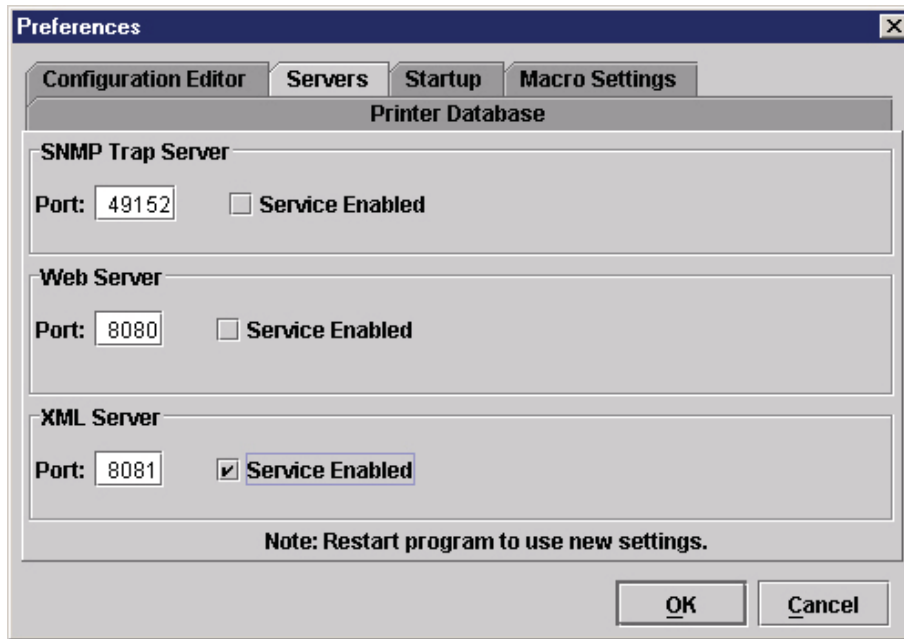 Preferences
Configuration Editor Servers Startup Macro Settings
Printer Database
SNMP Trap Server
Port: 49152 Service Enabled
Web Server
Port: 8080 Service Enabled
XML Server
Port: 8081 Service Enabled
Note: Restart program to use new settings.
OK Cancel